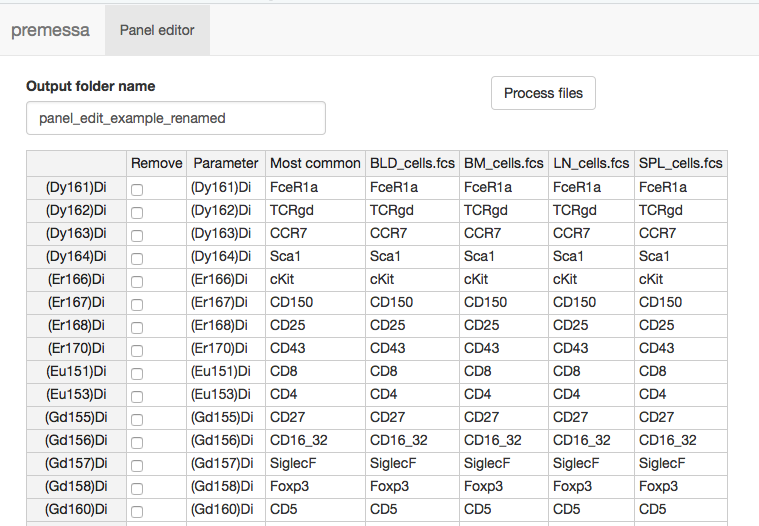 premessa Panel editor
Output folder name
Process files
panel_edit_example_renamed
Remove Parameter Most common BLD_cells.fcs BM_cells.fcs LN_cells.fcs SPL_cells.fcs
(Dy161)Di (Dy161)Di FceR1a FceR1a FceR1a FceR1a FceR1a
(Dy162)Di (Dy162)Di TCRgd TCRgd TCRgd TCRgd TCRgd
(Dy163)Di (Dy163)Di CCR7 CCR7 CCR7 CCR7 CCR7
(Dy164)Di (Dy164)Di Sca1 Sca1 Sca1 Sca1 Sca1
(Er166)Di (Er166)Di cKit cKit cKit cKit cKit
(Er167)Di (Er167)Di CD150 CD150 CD150 CD150 CD150
(Er168)Di (Er168)Di CD25 CD25 CD25 CD25 CD25
(Er170)Di (Er170)Di CD43 CD43 CD43 CD43 CD43
(Eu151)Di (Eu151)Di CD8 CD8 CD8 CD8 CD8
(Eu153)Di (Eu153)Di CD4 CD4 CD4 CD4 CD4
(Gd155)Di (Gd155)Di CD27 CD27 CD27 CD27 CD27
(Gd156)Di (Gd156)Di CD16_32 CD16_32 CD16_32 CD16_32 CD16_32
(Gd157)Di (Gd157)Di SiglecF SiglecF SiglecF SiglecF SiglecF
(Gd158)Di (Gd158)Di Foxp3 Foxp3 Foxp3 Foxp3 Foxp3
(Gd160)Di (Gd160)Di CD5 CD5 CD5 CD5 CD5